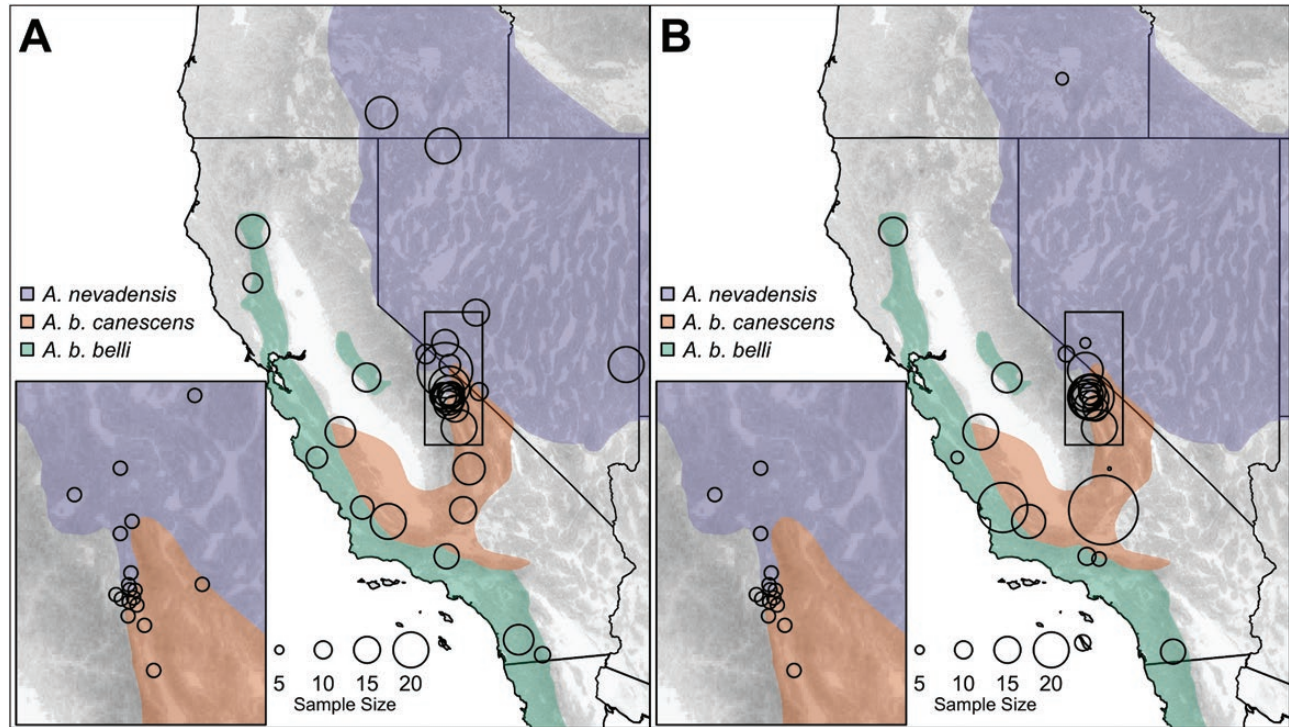 A
A. nevadensis
A. b. canescens
A. b. belli
5 10 15 20
Sample Size
B
A. nevadensis
A. b. canescens
A. b. belli
5 10 15 20
Sample Size